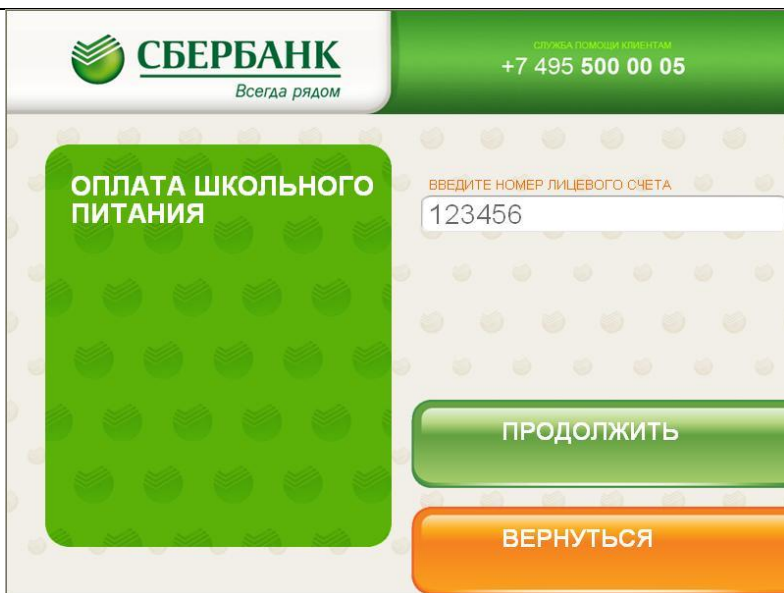 СБЕРБАНК
Всегда рядом
СЛУЖБА ПОМОЩИ КЛИЕНТАМ
+7 495 500 00 05
ОПЛАТА ШКОЛЬНОГО
ПИТАНИЯ
ВВЕДИТЕ НОМЕР ЛИЦЕВОГО СЧЕТА
123456
ПРОДОЛЖИТЬ
ВЕРНУТЬСЯ